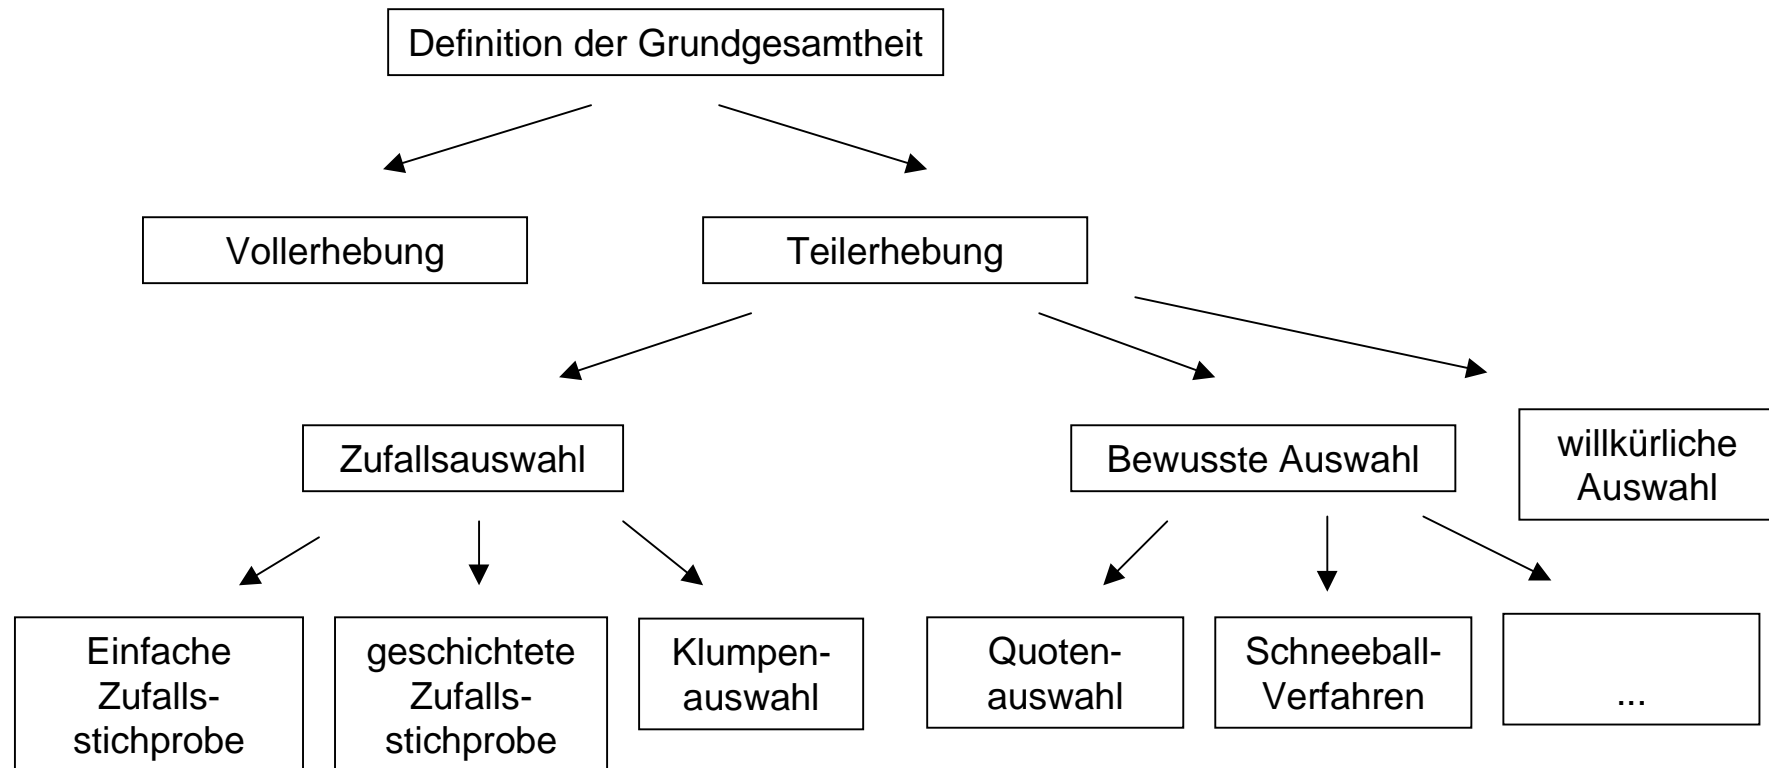 Definition der Grundgesamtheit
Vollerhebung
Teilerhebung
Zufallsauswahl
Bewusste Auswahl
willkürliche
Auswahl
Einfache
Zufalls-
stichprobe
geschichtete
Zufalls-
stichprobe
Klumpen-
auswahl
Quoten-
auswahl
Schneeball-
Verfahren
...